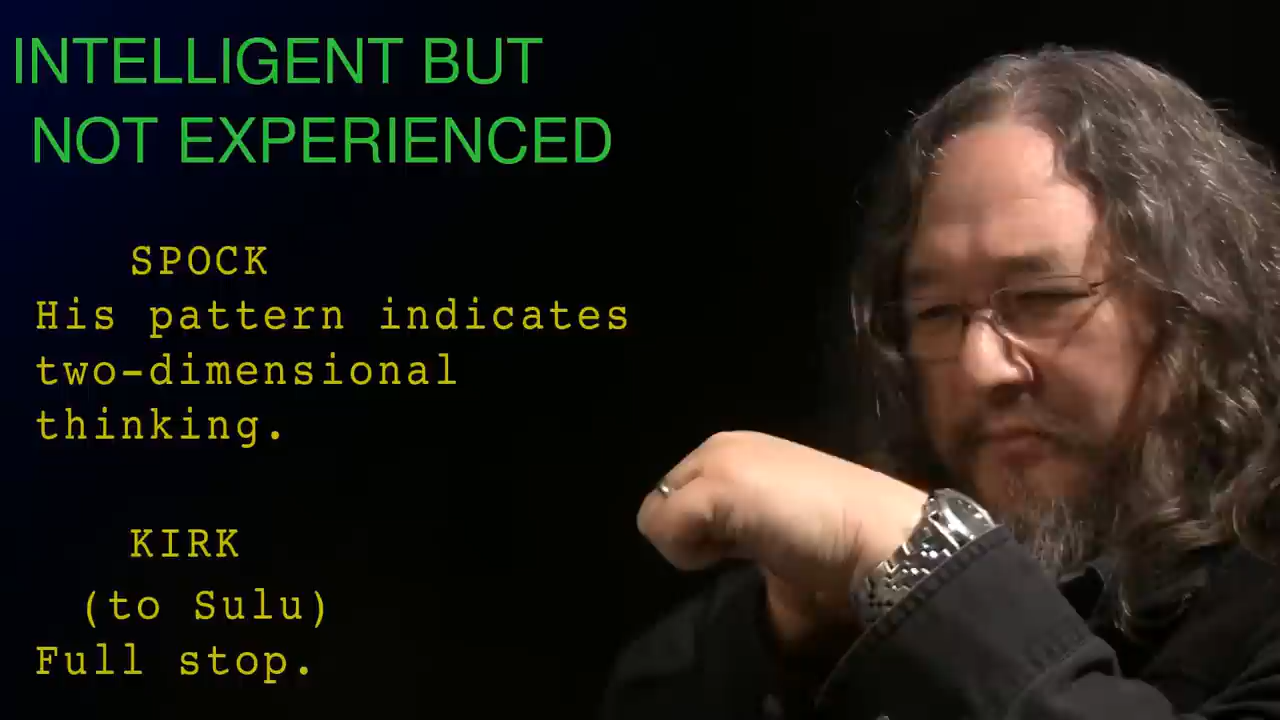 INTELLIGENT BUT
NOT EXPERIENCED
SPOCK
His pattern indicates
two-dimensional
thinking.
KIRK
(to Sulu)
Full stop.